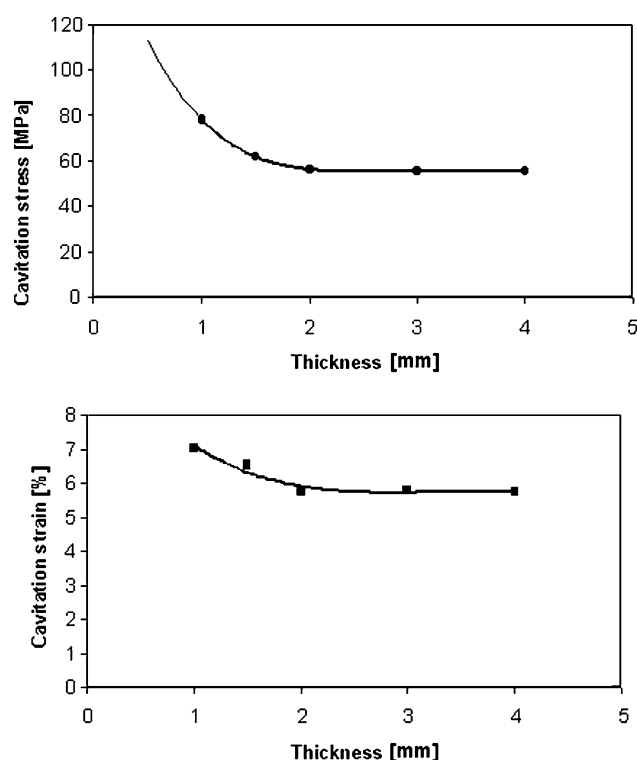 120
100
80
60
40
20
0
Cavitation stress [MPa]
0 1 2 3 4 5
Thickness [mm]
8
7
6
5
4
3
2
1
0
Cavitation strain [%]
0 1 2 3 4 5
Thickness [mm]